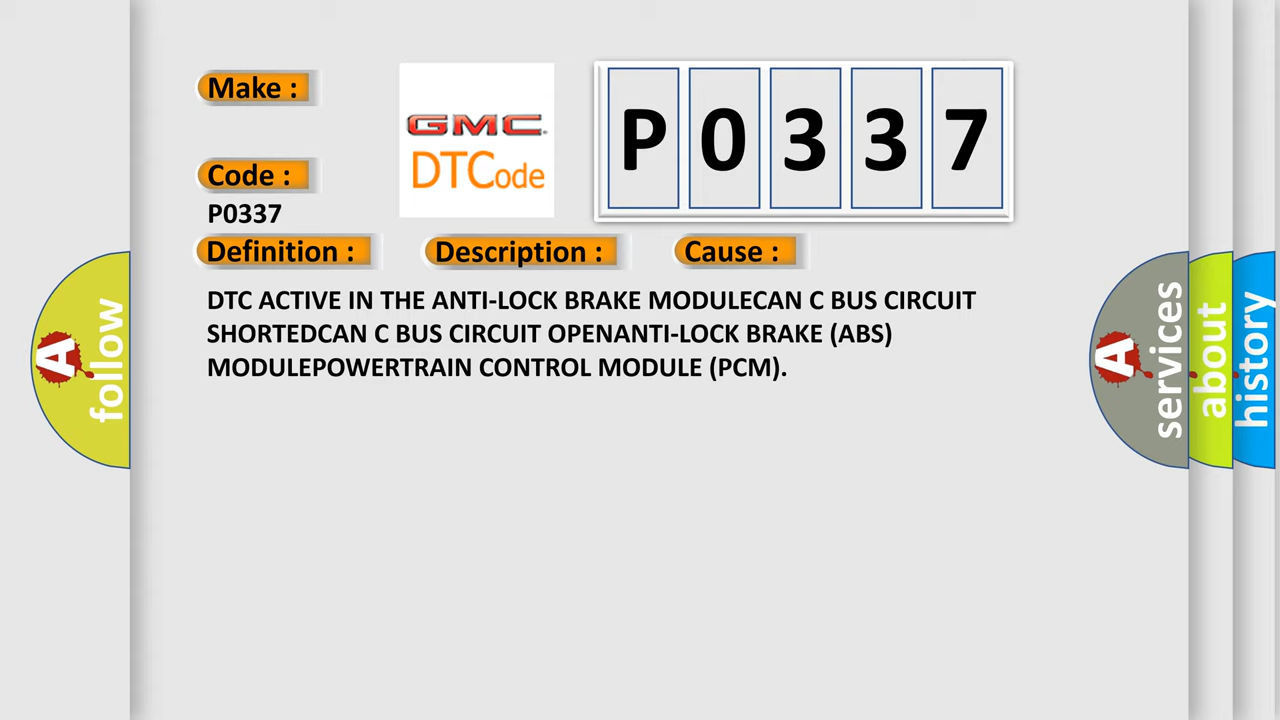 Make :
GMC
DTCode
P0337
Code :
P0337
Definition :
Description :
Cause :
DTC ACTIVE IN THE ANTI-LOCK BRAKE MODULECAN C BUS CIRCUIT
SHORTEDCAN C BUS CIRCUIT OPENANTI-LOCK BRAKE (ABS)
MODULEPOWERTRAIN CONTROL MODULE (PCM).
A
follow
A
services
about
history